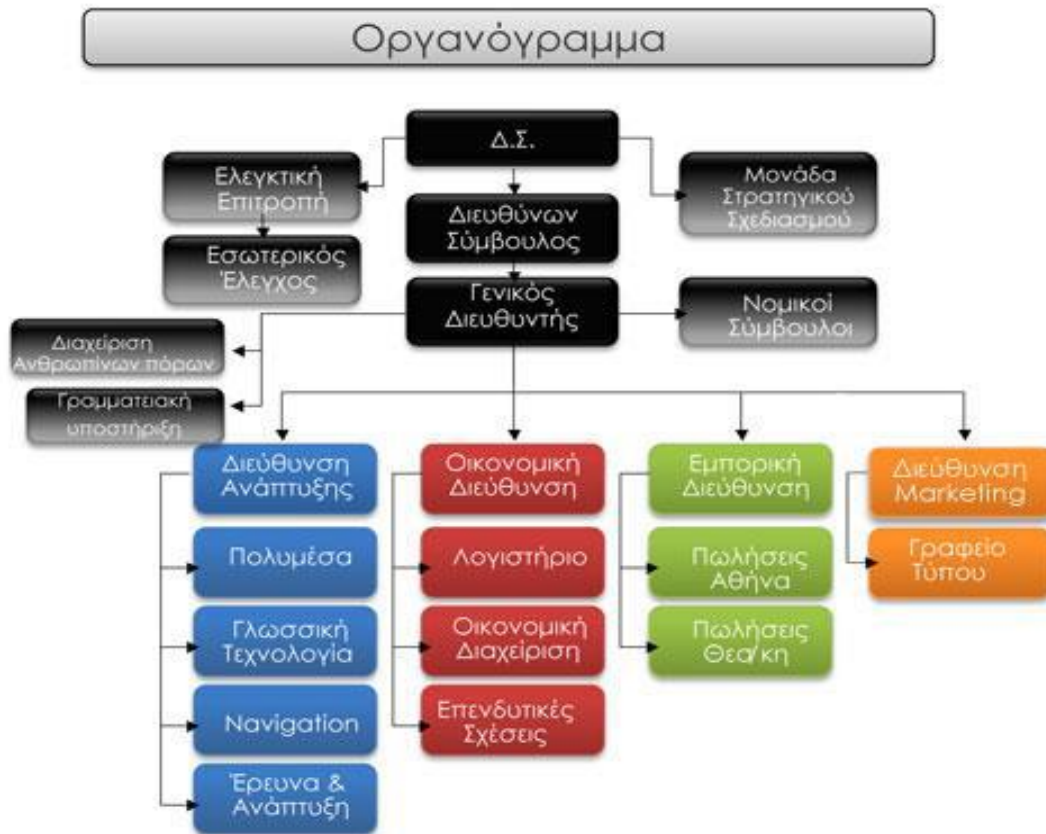 Οργανόγραμμα
Δ.Σ.
Ελεγκτική
Επιτροπή
Μονάδα
Στρατηγικού
Σχεδιασμού
Διευθύνων
Σύμβουλος
Εσωτερικός
Έλεγχος
Γενικός
Διευθυντής
Νομικοί
Σύμβουλοι
Διαχείριση
Ανθρωπίνων πόρων
Γραμματειακή
υποστήριξη
Διεύθυνση
Ανάπτυξης
Πολυμέσα
Γλωσσική
Τεχνολογία
Navigation
Έρευνα &
Ανάπτυξη
Οικονομική
Διεύθυνση
Λογιστήριο
Οικονομική
Διαχείριση
Επενδυτικές
Σχέσεις
Εμπορική
Διεύθυνση
Πωλήσεις
Αθήνα
Πωλήσεις
Θεα/κη
Διεύθυνση
Marketing
Γραφείο
Τύπου